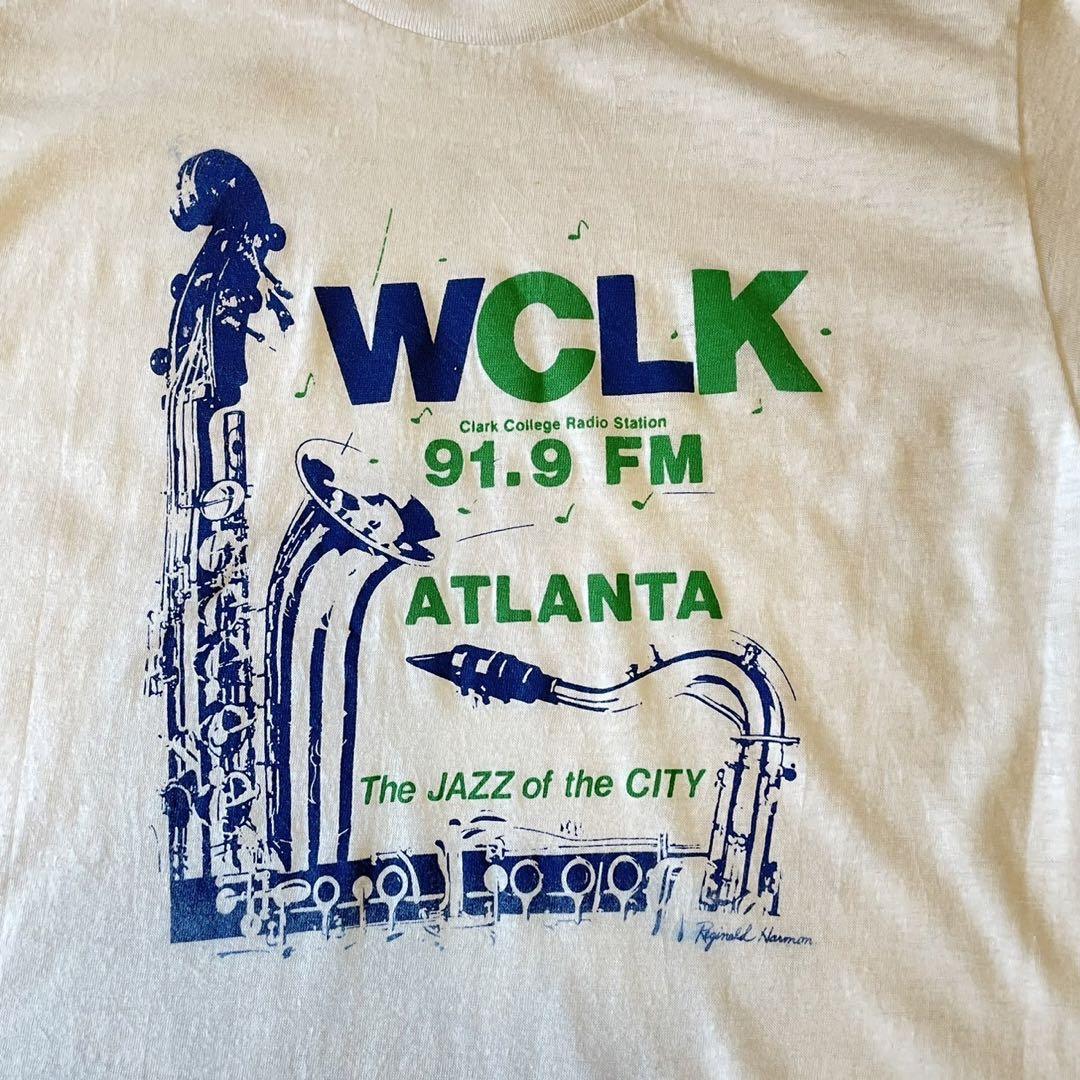 WCLK
Clark College Radio Station
91.9 FM
ATLANTA
The JAZZ of the CITY
Reginald Harmon